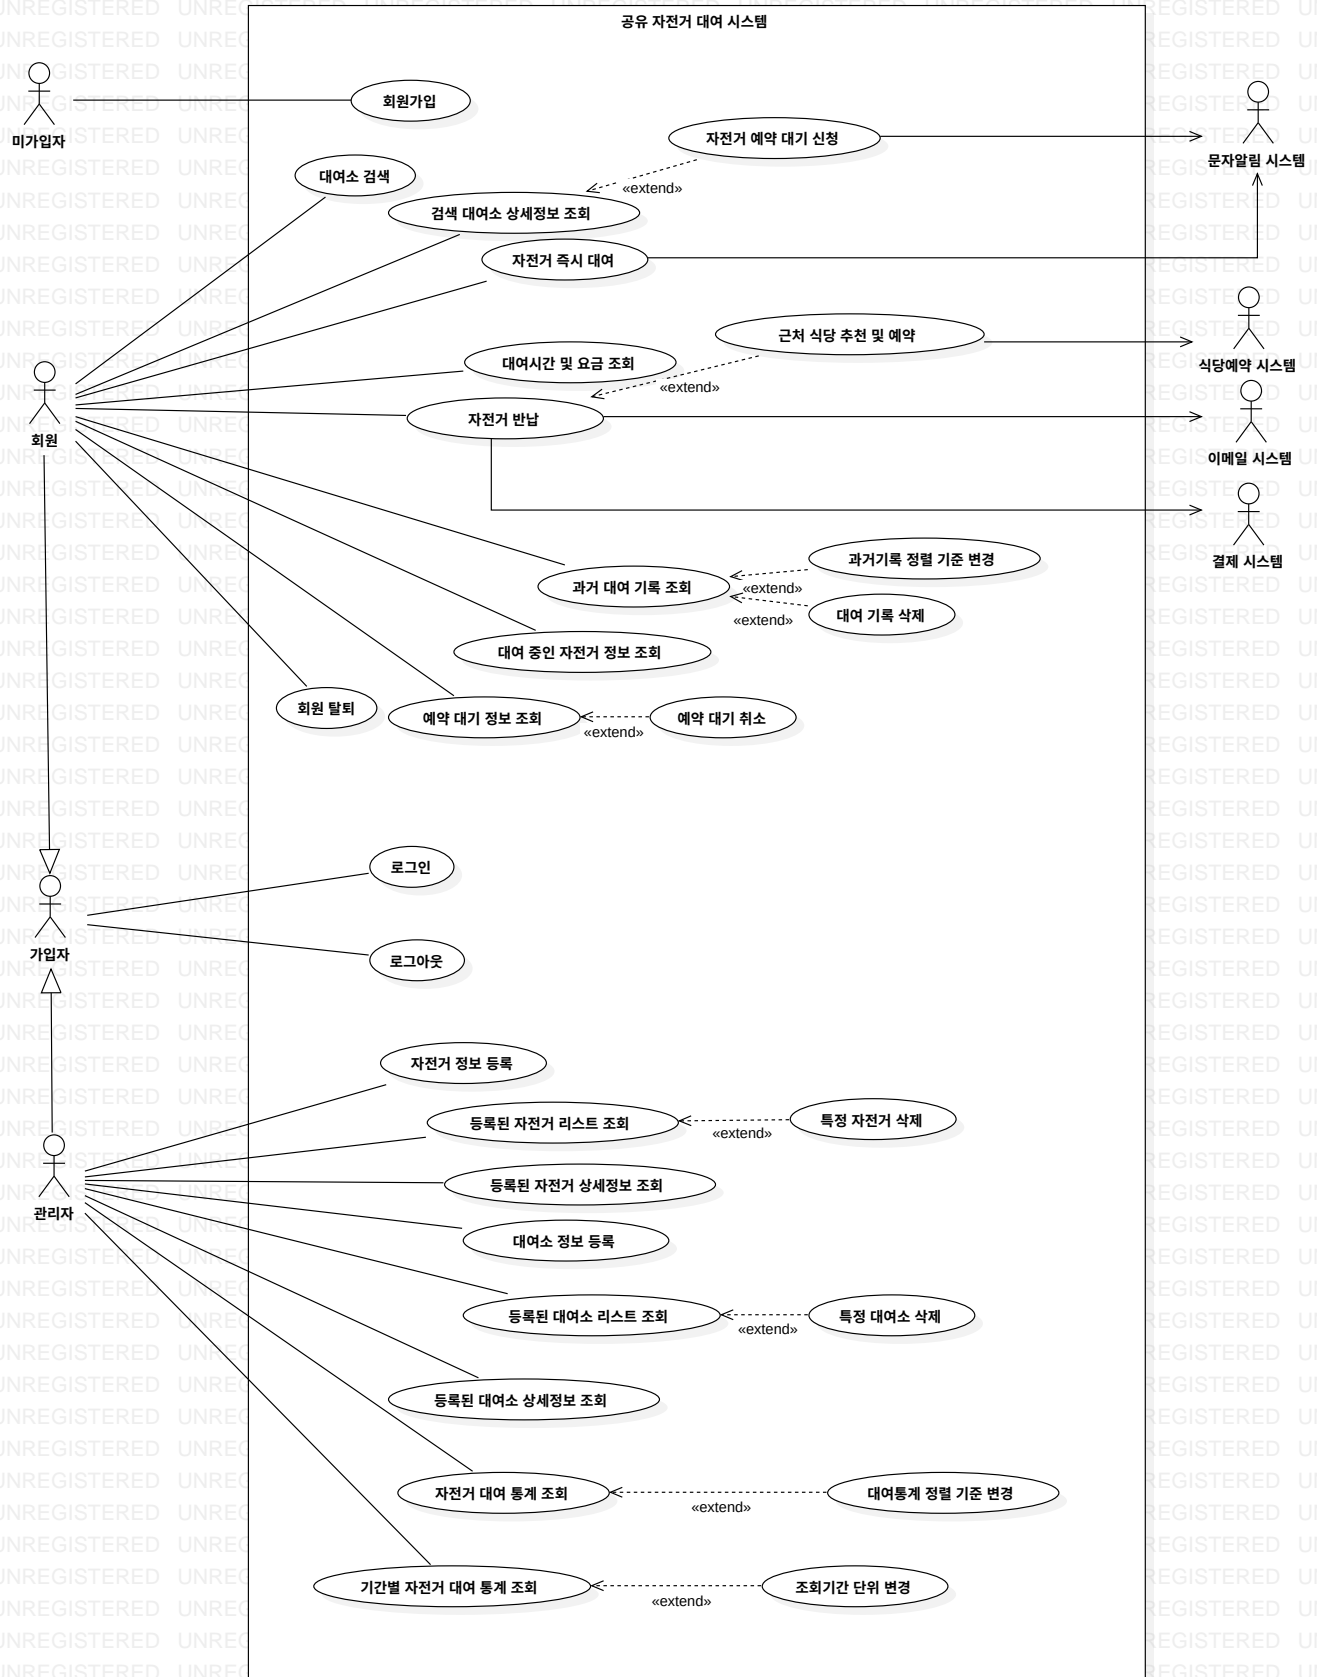 공유 자전거 대여 시스템
미가입자
회원가입
자전거 예약 대기 신청
문자알림 시스템
대여소 검색
«extend»
검색 대여소 상세정보 조회
자전거 즉시 대여
근처 식당 추천 및 예약
식당예약 시스템
대여시간 및 요금 조회
«extend»
자전거 반납
회원
이메일 시스템
과거기록 정렬 기준 변경
결제 시스템
과거 대여 기록 조회
«extend»
대여 기록 삭제
«extend»
대여 중인 자전거 정보 조회
회원 탈퇴
예약 대기 정보 조회
예약 대기 취소
«extend»
로그인
가입자
로그아웃
자전거 정보 등록
등록된 자전거 리스트 조회
특정 자전거 삭제
«extend»
등록된 자전거 상세정보 조회
관리자
대여소 정보 등록
등록된 대여소 리스트 조회
특정 대여소 삭제
«extend»
등록된 대여소 상세정보 조회
자전거 대여 통계 조회
대여통계 정렬 기준 변경
«extend»
기간별 자전거 대여 통계 조회
조회기간 단위 변경
«extend»
UNREGISTERED